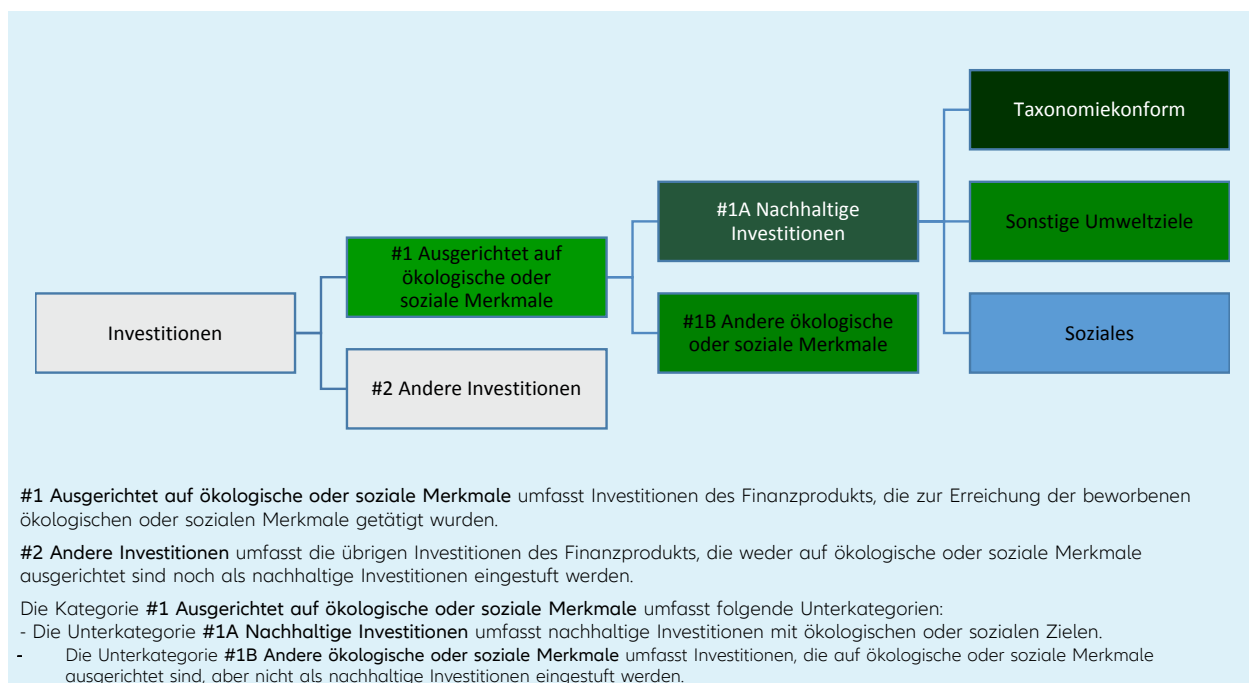 Taxonomiekonform
#1A Nachhaltige
Investitionen
Sonstige Umweltziele
#1 Ausgerichtet auf
ökologische oder
soziale Merkmale
Investitionen
#1B Andere ökologische
oder soziale Merkmale
Soziales
#2 Andere Investitionen
#1 Ausgerichtet auf ökologische oder soziale Merkmale umfasst Investitionen des Finanzprodukts, die zur Erreichung der beworbenen
ökologischen oder sozialen Merkmale getätigt wurden.
#2 Andere Investitionen umfasst die übrigen Investitionen des Finanzprodukts, die weder auf ökologische oder soziale Merkmale
ausgerichtet sind noch als nachhaltige Investitionen eingestuft werden.
Die Kategorie #1 Ausgerichtet auf ökologische oder soziale Merkmale umfasst folgende Unterkategorien:
- Die Unterkategorie #1A Nachhaltige Investitionen umfasst nachhaltige Investitionen mit ökologischen oder sozialen Zielen.
- Die Unterkategorie #1B Andere ökologische oder soziale Merkmale umfasst Investitionen, die auf ökologische oder soziale Merkmale
ausgerichtet sind, aber nicht als nachhaltige Investitionen eingestuft werden.